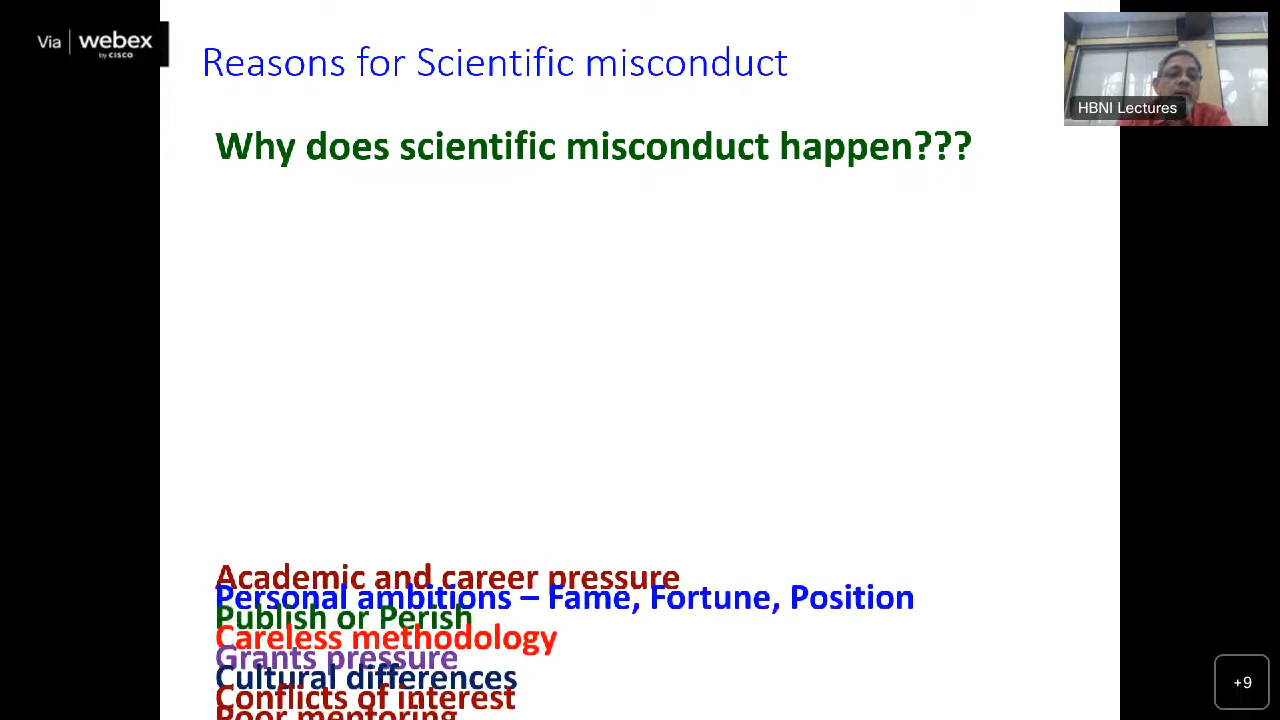 Via webex
by CISCO
HBNI Lectures
Reasons for Scientific misconduct
Why does scientific misconduct happen???
Academic and career pressure
Personal ambitions – Fame, Fortune, Position
Publish or Perish
Careless methodology
Grants pressure
Cultural differences
Conflicts of interest
Poor mentoring
+9